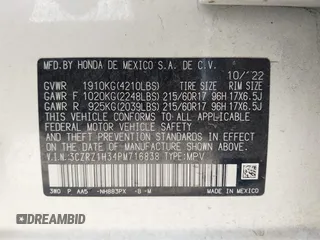 MFD. BY HONDA DE MEXICO S.A. DE C.V.
10/'22
GVWR 1910KG(4210LBS) TIRE SIZE RIM SIZE
GAWR F 1020KG(2248LBS) 215/60R17 96H 17X6.5J
GAWR R 925KG(2039LBS) 215/60R17 96H 17X6.5J
THIS VEHICLE CONFORMS TO ALL APPLICABLE
FEDERAL MOTOR VEHICLE SAFETY AND
THEFT PREVENTION STANDARDS IN EFFECT ON
THE DATE OF MANUFACTURE SHOWN ABOVE.
V.I.N.:3CZRZ1H34PM716838 TYPE:MPV
3W0 P AA5 -NH883PX -B -M
DREAMBID